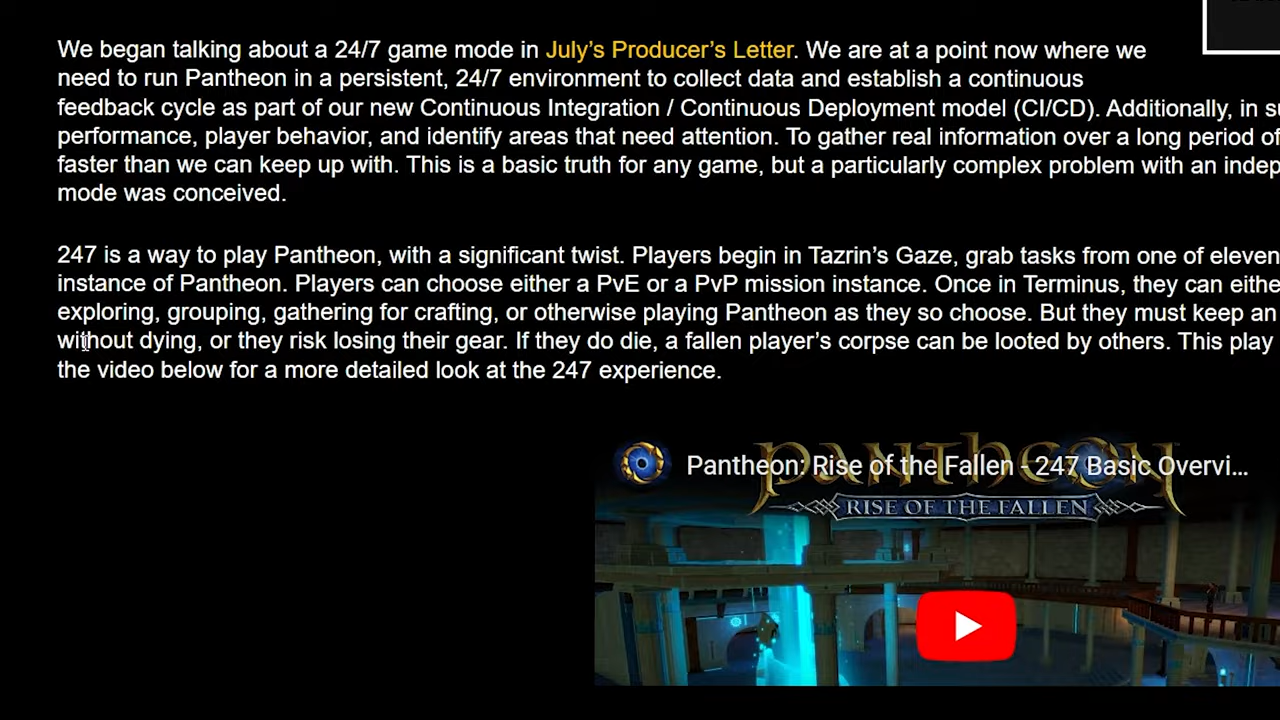 We began talking about a 24/7 game mode in July’s Producer’s Letter. We are at a point now where we
need to run Pantheon in a persistent, 24/7 environment to collect data and establish a continuous
feedback cycle as part of our new Continuous Integration / Continuous Deployment model (CI/CD). Additionally, in
performance, player behavior, and identify areas that need attention. To gather real information over a long period of
faster than we can keep up with. This is a basic truth for any game, but a particularly complex problem with an
mode was conceived.
247 is a way to play Pantheon, with a significant twist. Players begin in Tazrin’s Gaze, grab tasks from one of eleven
instance of Pantheon. Players can choose either a PvE or a PvP mission instance. Once in Terminus, they can
exploring, grouping, gathering for crafting, or otherwise playing Pantheon as they so choose. But they must keep an
without dying, or they risk losing their gear. If they do die, a fallen player’s corpse can be looted by others. This play
the video below for a more detailed look at the 247 experience.
Pantheon: Rise of the Fallen - 247 Basic Overvi...
PANTHEON
RISE OF THE FALLEN